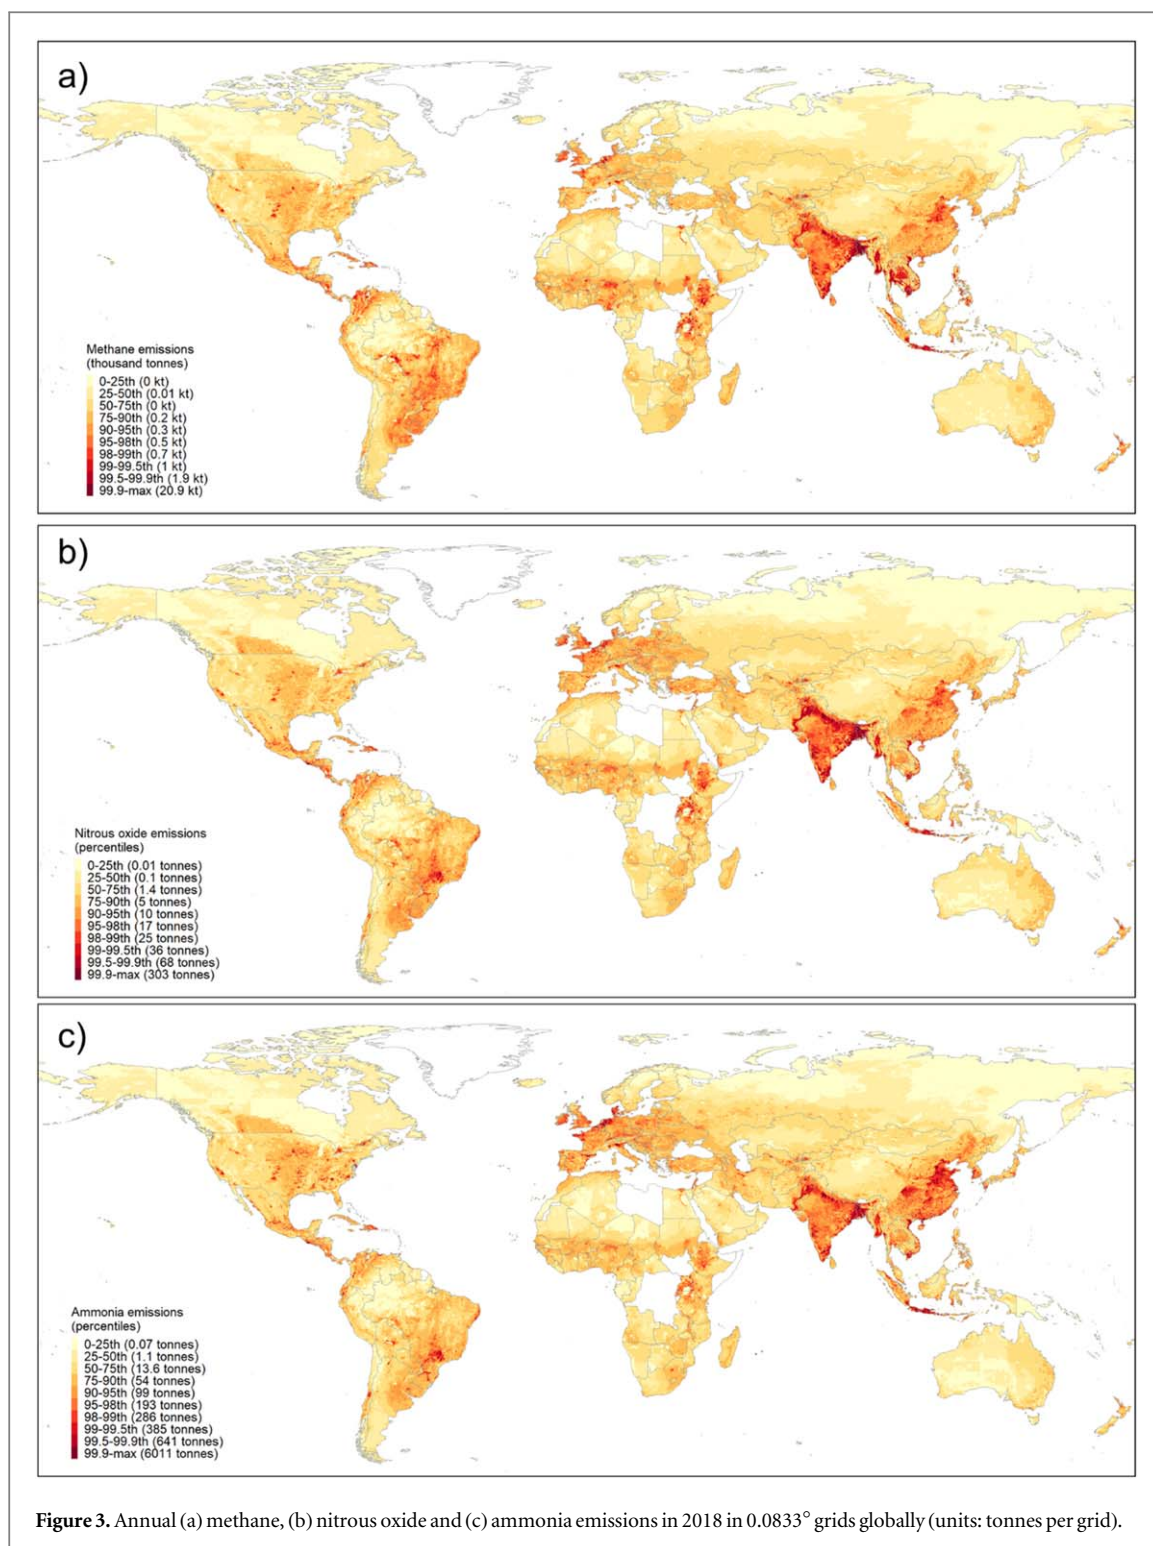 a)
Methane emissions
(thousand tonnes)
0-25th (0 kt)
25-50th (0.01 kt)
50-75th (0 kt)
75-90th (0.2 kt)
90-95th (0.3 kt)
95-98th (0.5 kt)
98-99th (0.7 kt)
99-99.5th (1 kt)
99.5-99.9th (1.9 kt)
99.9-max (20.9 kt)
b)
Nitrous oxide emissions
(percentiles)
0-25th (0.01 tonnes)
25-50th (0.1 tonnes)
50-75th (1.4 tonnes)
75-90th (5 tonnes)
90-95th (10 tonnes)
95-98th (17 tonnes)
98-99th (25 tonnes)
99-99.5th (36 tonnes)
99.5-99.9th (68 tonnes)
99.9-max (303 tonnes)
c)
Ammonia emissions
(percentiles)
0-25th (0.07 tonnes)
25-50th (1.1 tonnes)
50-75th (13.6 tonnes)
75-90th (54 tonnes)
90-95th (99 tonnes)
95-98th (193 tonnes)
98-99th (286 tonnes)
99-99.5th (385 tonnes)
99.5-99.9th (641 tonnes)
99.9-max (6011 tonnes)
Figure 3. Annual (a) methane, (b) nitrous oxide and (c) ammonia emissions in 2018 in 0.0833° grids globally (units: tonnes per grid).